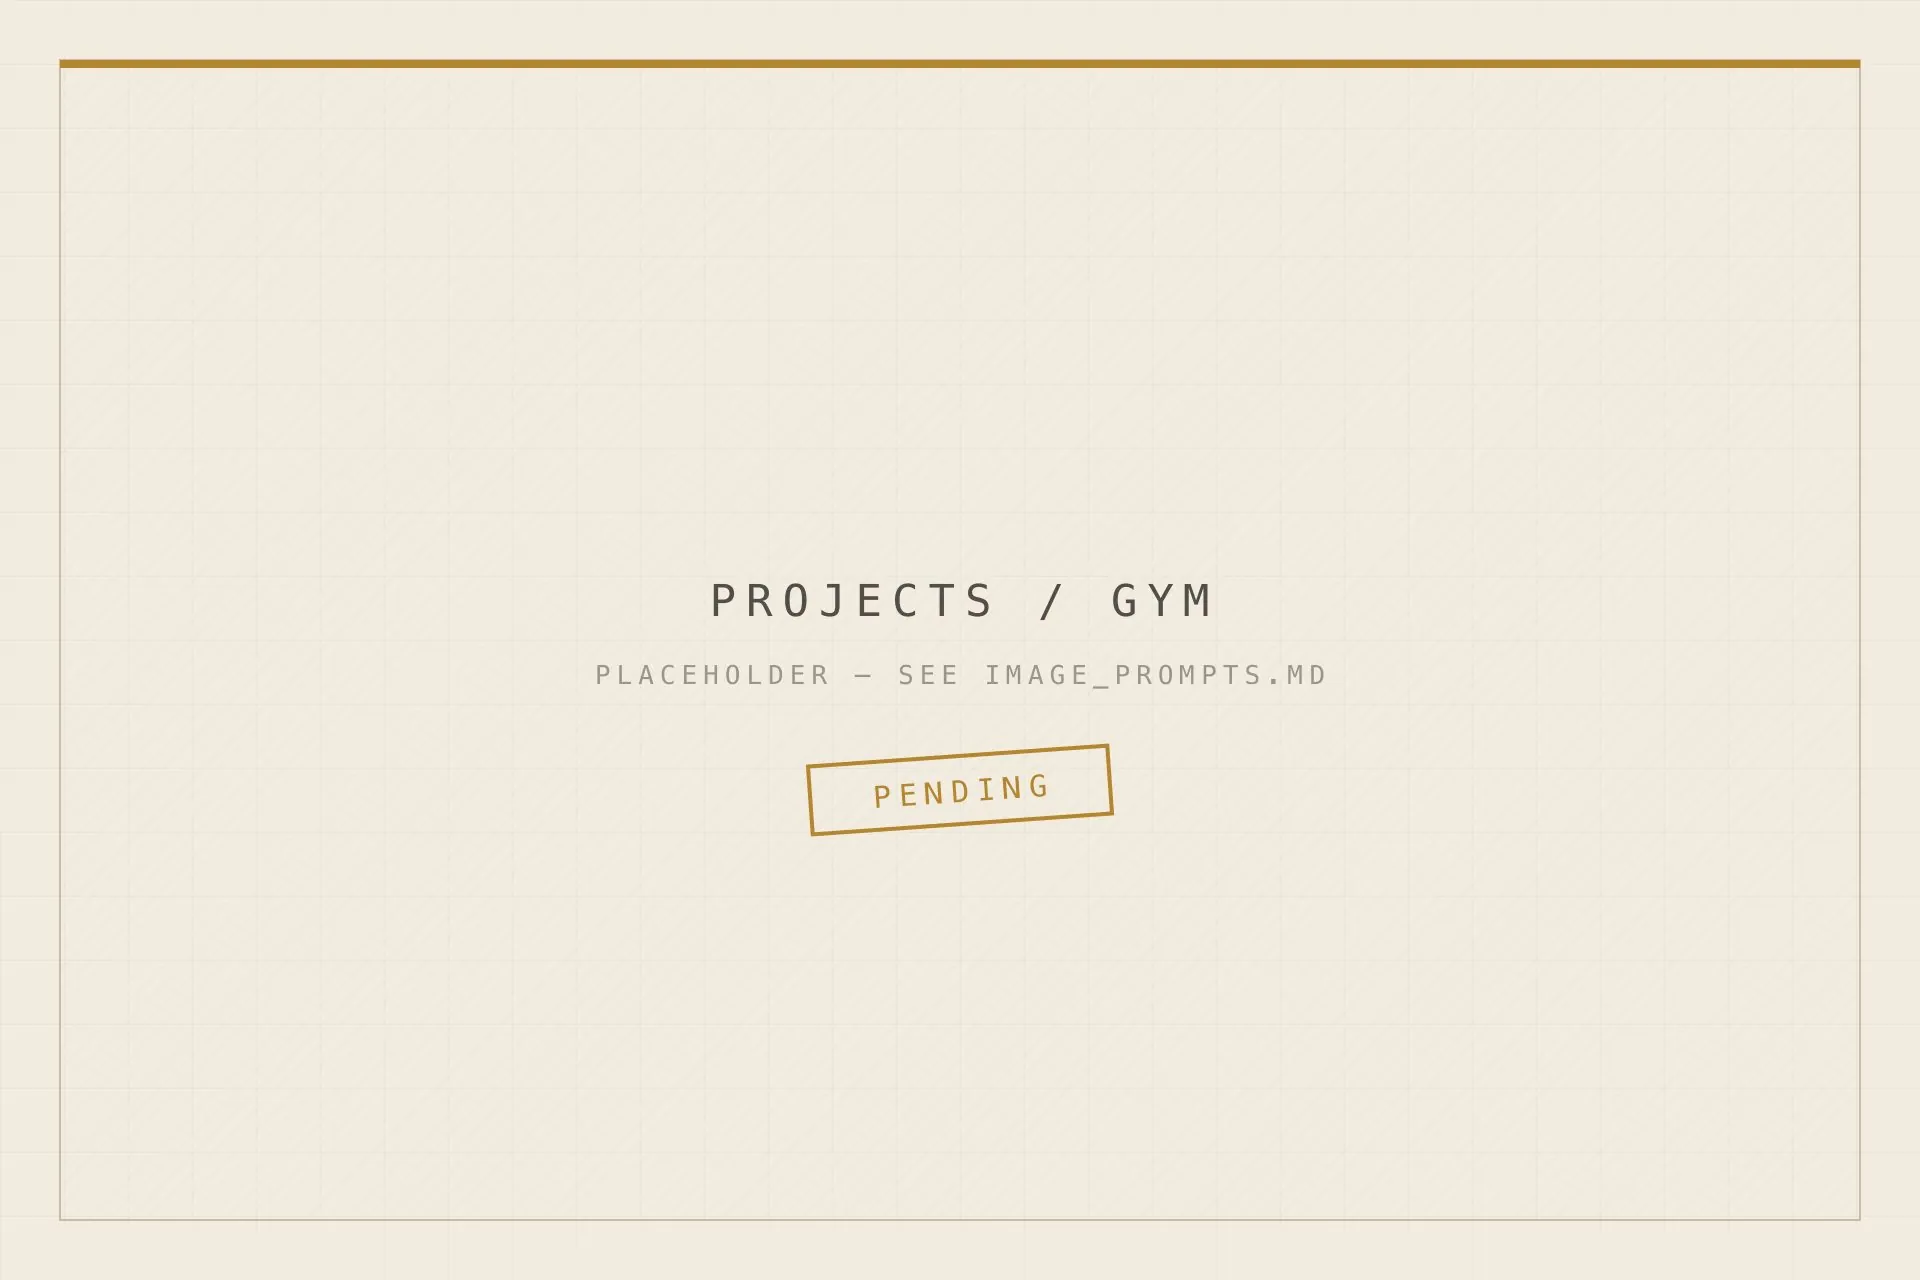 PROJECTS / GYM
PLACEHOLDER — SEE IMAGE_PROMPTS.MD
PENDING